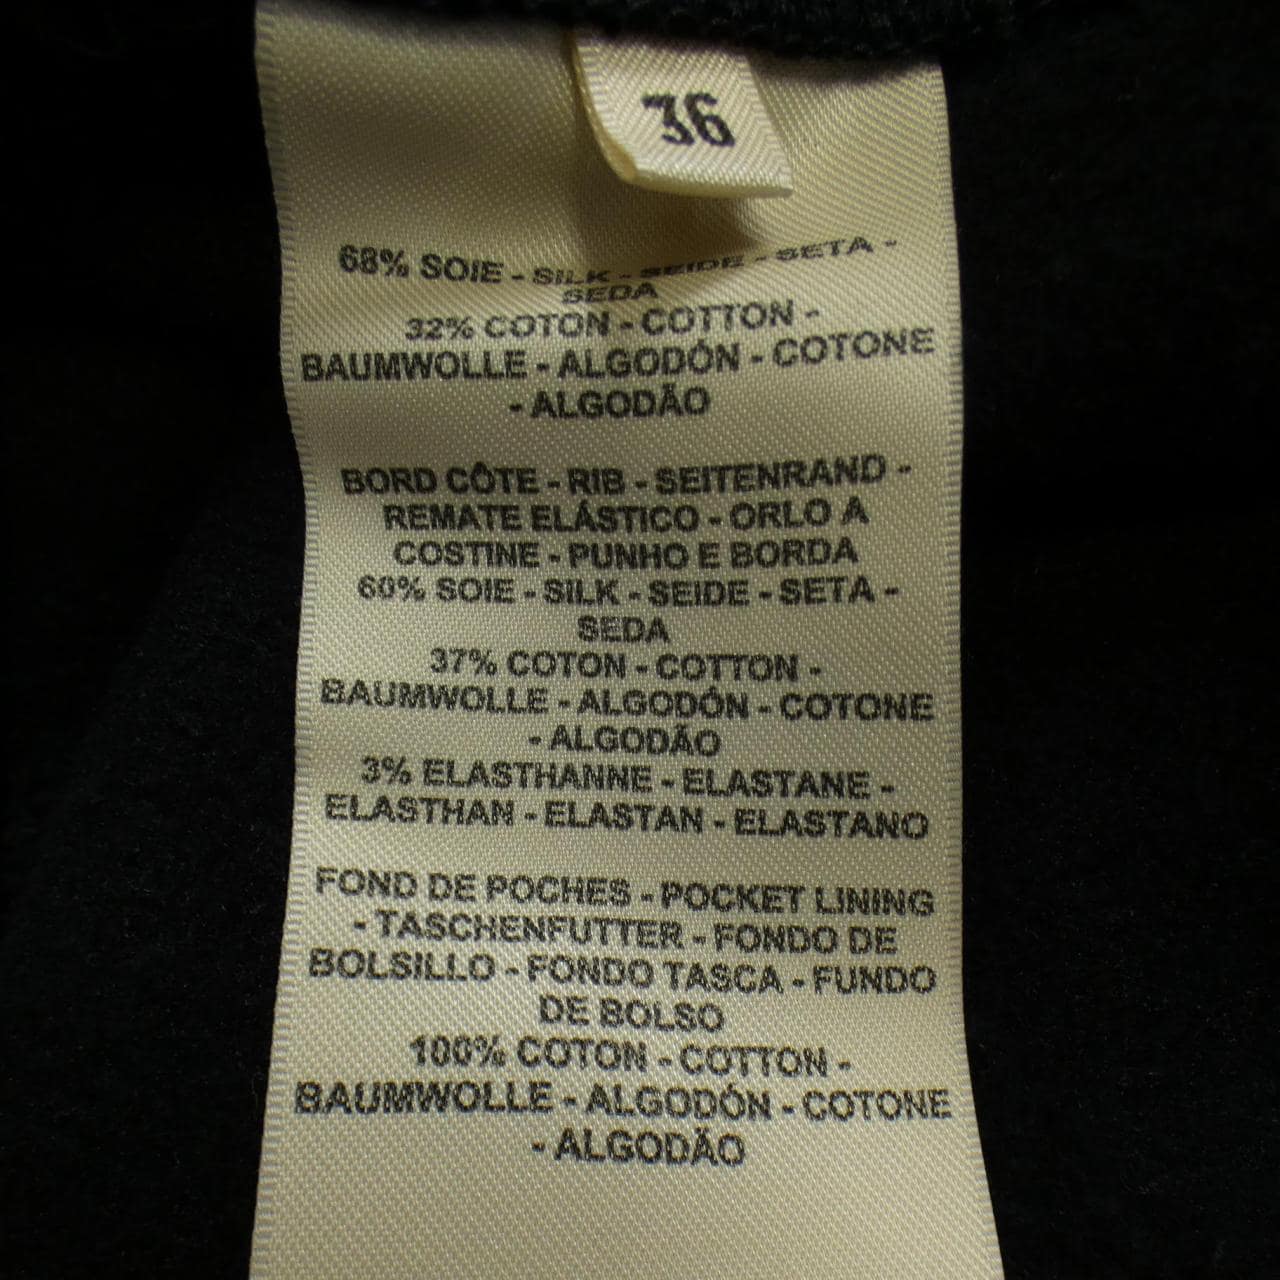 36
68% SOIE - SILK - SEIDE - SETA -
SEDA
32% COTON - COTTON -
BAUMWOLLE - ALGODÓN - COTONE
- ALGODÃO
BORD CÔTE - RIB - SEITENRAND -
REMATE ELÁSTICO - ORLO A
COSTINE - PUNHO E BORDA
60% SOIE - SILK - SEIDE - SETA -
SEDA
37% COTON - COTTON -
BAUMWOLLE - ALGODÓN - COTONE
- ALGODÃO
3% ELASTHANNE - ELASTANE -
ELASTHAN - ELASTAN - ELASTANO
FOND DE POCHES - POCKET LINING
- TASCHENFUTTER - FONDO DE
BOLSILLO - FONDO TASCA - FUNDO
DE BOLSO
100% COTON - COTTON -
BAUMWOLLE - ALGODÓN - COTONE
- ALGODÃO